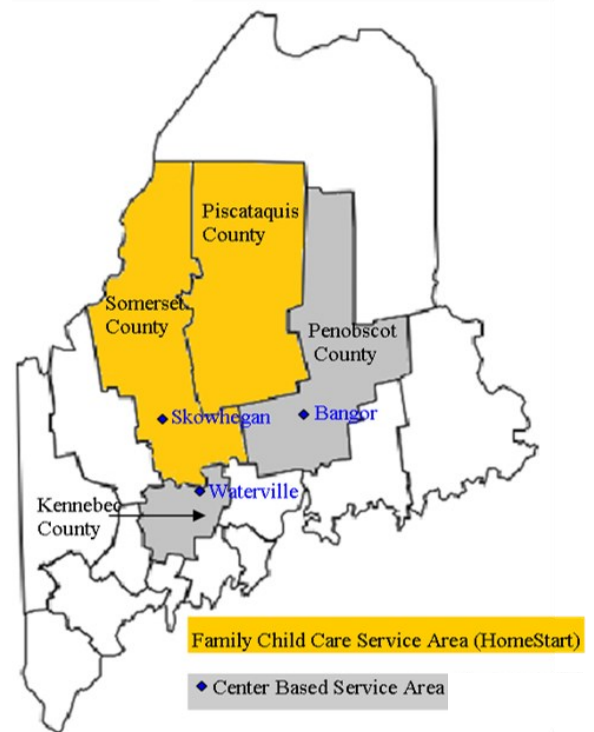 Piscataquis
County
Somerset
County
Penobscot
County
Skowhegan
Bangor
Waterville
Kennebec
County
Family Child Care Service Area (HomeStart)
Center Based Service Area